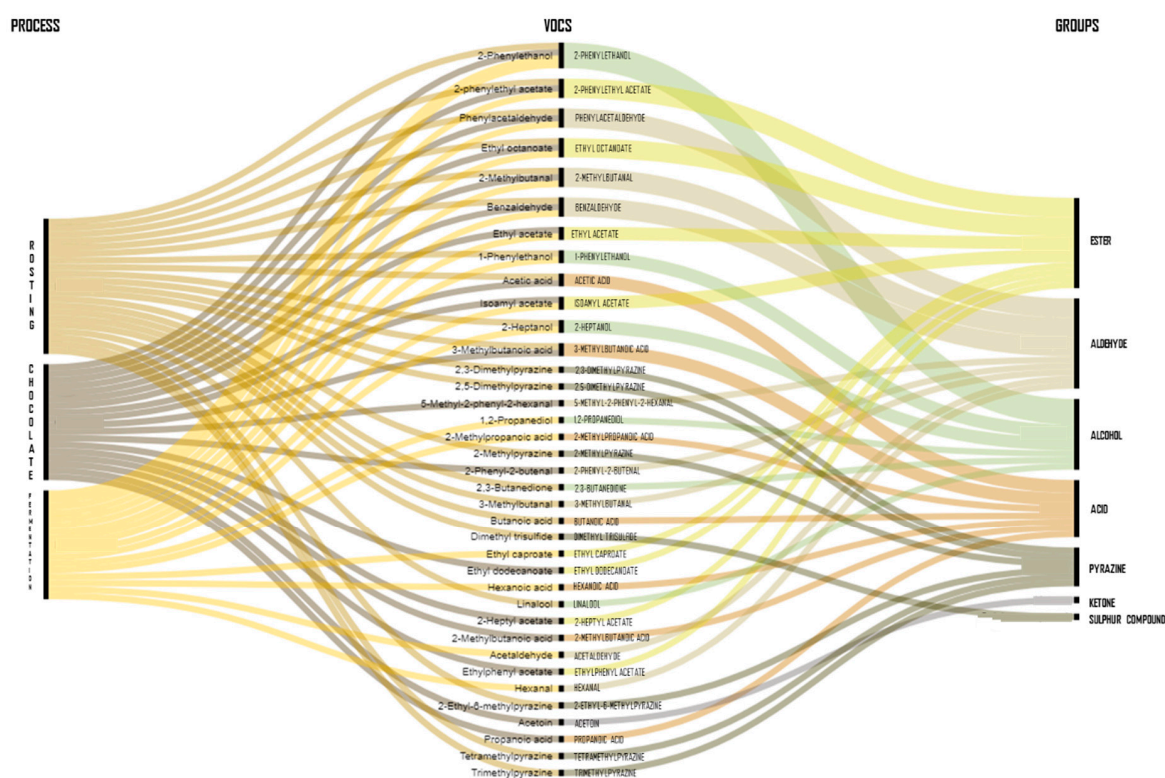 PROCESS VOCS GROUPS
2-Phenylethanol 2-PHENYLETHANOL
2-phenylethyl acetate 2-PHENYLETHYL ACETATE
Phenylacetaldehyde PHENYLACETALDEHYDE
Ethyl octanoate ETHYL OCTANOATE
2-Methylbutanal 2-METHYLBUTANAL
Benzaldehyde BENZALDEHYDE
Ethyl acetate ETHYL ACETATE
1-Phenylethanol 1-PHENYLETHANOL
Acetic acid ACETIC ACID
Isoamyl acetate ISOAMYL ACETATE
2-Heptanol 2-HEPTANOL
3-Methylbutanoic acid 3-METHYLBUTANOIC ACID
2,3-Dimethylpyrazine 2,3-DIMETHYLPYRAZINE
2,5-Dimethylpyrazine 2,5-DIMETHYLPYRAZINE
5-Methyl-2-phenyl-2-hexanal 5-METHYL-2-PHENYL-2-HEXANAL
1,2-Propanediol 1,2-PROPANEDIOL
2-Methylpropanoic acid 2-METHYLPROPANOIC ACID
2-Methylpyrazine 2-METHYLPYRAZINE
2-Phenyl-2-butenal 2-PHENYL-2-BUTENAL
2,3-Butanedione 2,3-BUTANEDIONE
3-Methylbutanal 3-METHYLBUTANAL
Butanoic acid BUTANOIC ACID
Dimethyl trisulfide DIMETHYL TRISULFIDE
Ethyl caproate ETHYL CAPROATE
Ethyl dodecanoate ETHYL DODECANOATE
Hexanoic acid HEXANOIC ACID
Linalool LINALOOL
2-Heptyl acetate 2-HEPTYL ACETATE
2-Methylbutanoic acid 2-METHYLBUTANOIC ACID
Acetaldehyde ACETALDEHYDE
Ethylphenyl acetate ETHYLPHENYL ACETATE
Hexanal HEXANAL
2-Ethyl-6-methylpyrazine 2-ETHYL-6-METHYLPYRAZINE
Acetoin ACETOIN
Propanoic acid PROPANOIC ACID
Tetramethylpyrazine TETRAMETHYLPYRAZINE
Trimethylpyrazine TRIMETHYLPYRAZINE
ROSTING
CHOCOLATE
FERMENTATION
ESTER
ALDEHYDE
ALCOHOL
ACID
PYRAZINE
KETONE
SULPHUR COMPOUND